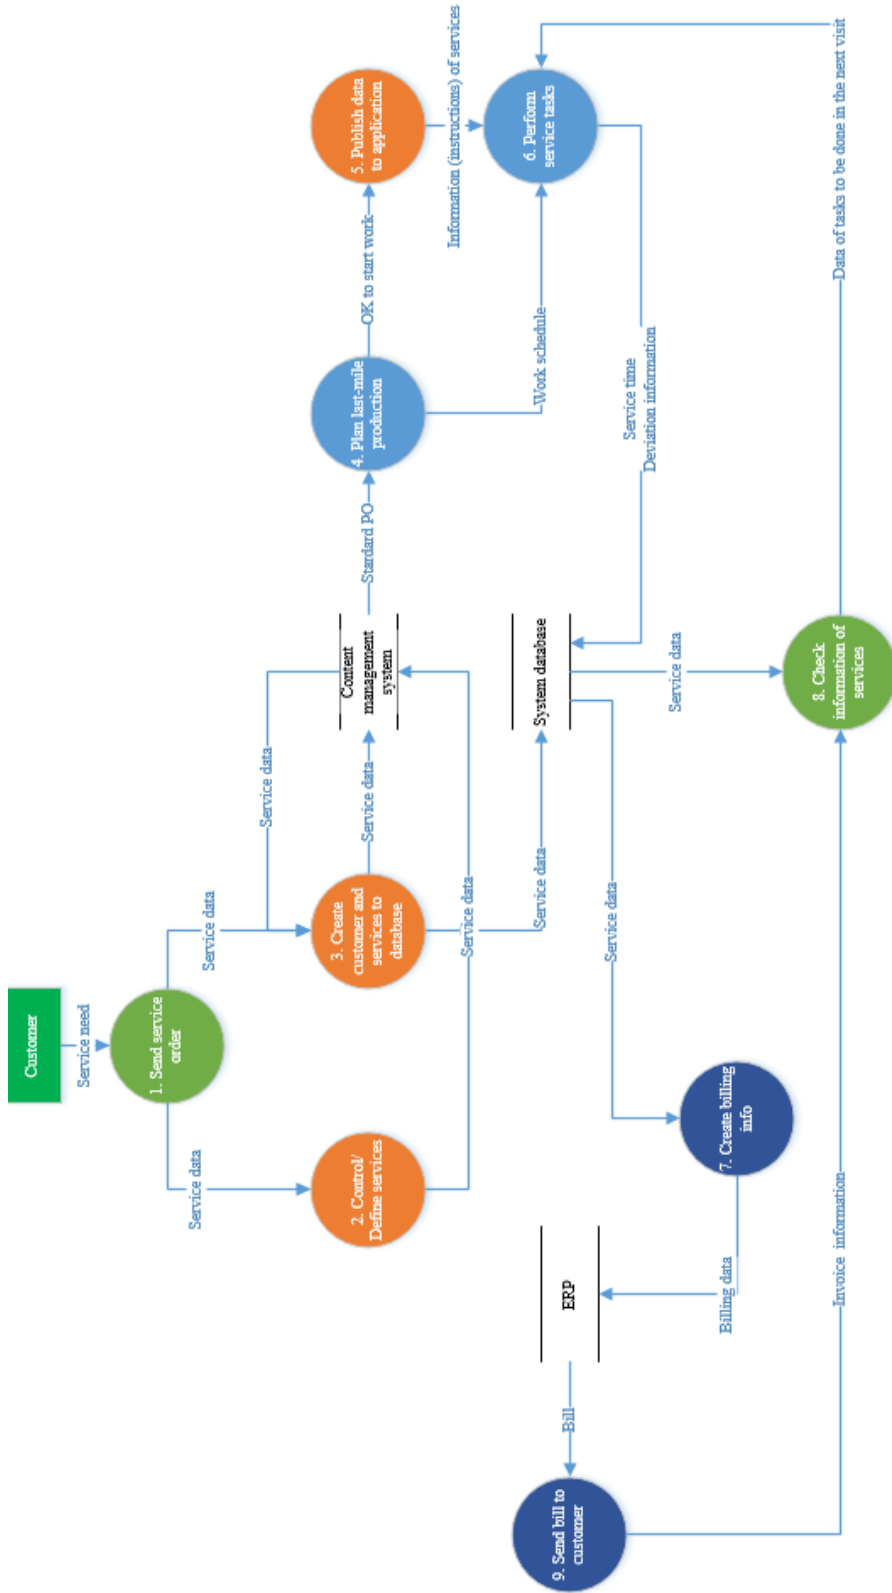 Customer
Service need
1. Send service
order
Service data
Service data
2. Control/
Define services
3. Create
customer and
services to
database
Service data
Service data
Content
management
system
Service data
Service data
Stardard PO
4. Plan last-mile
production
OK to start work
5. Publish data
to application
Information (instructions) of services
Work schedule
6. Perform
service tasks
Service time
Deviation information
System database
Service data
Service data
7. Create billing
info
Billing data
ERP
Bill
9. Send bill to
customer
Invoice information
8. Check
information of
services
Data of tasks to be done in the next visit